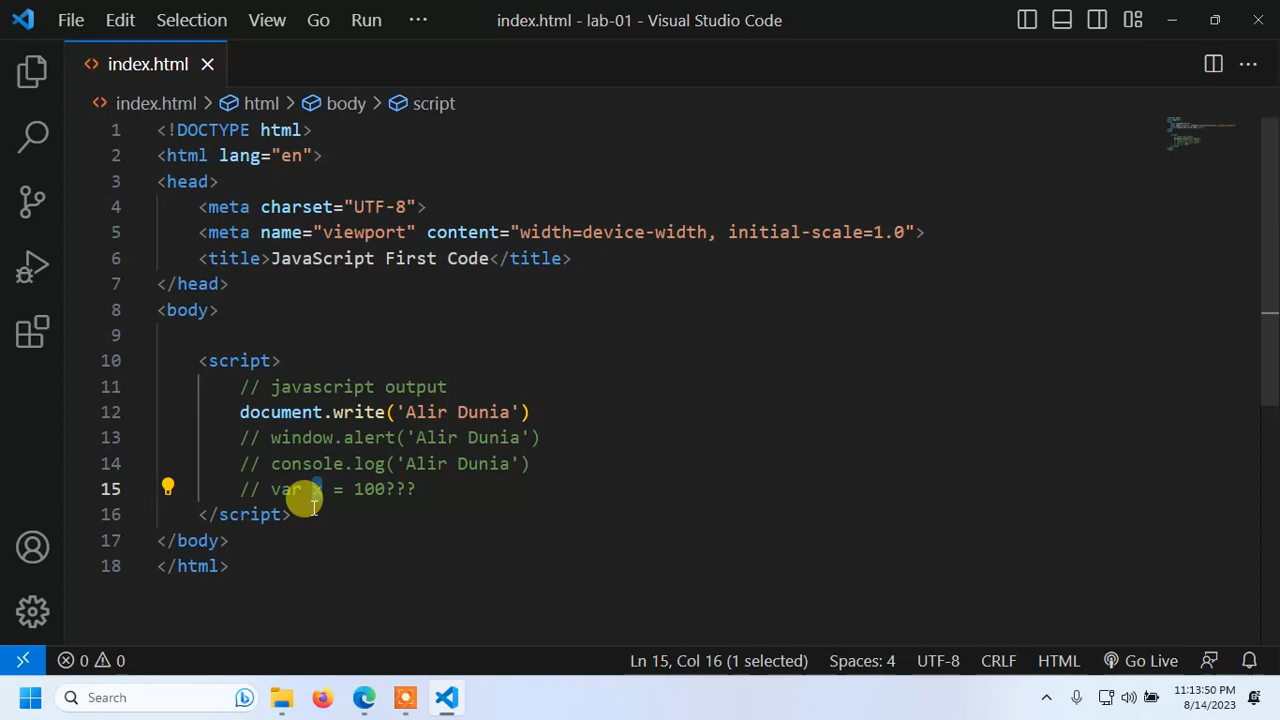 File Edit Selection View Go Run ··· index.html - lab-01 - Visual Studio Code
index.html
index.html > html > body > script
1 <!DOCTYPE html>
2 <html lang="en">
3 <head>
4 <meta charset="UTF-8">
5 <meta name="viewport" content="width=device-width, initial-scale=1.0">
6 <title>JavaScript First Code</title>
7 </head>
8 <body>
9
10 <script>
11 // javascript output
12 document.write('Alir Dunia')
13 // window.alert('Alir Dunia')
14 // console.log('Alir Dunia')
15 // var x = 100???
16 </script>
17 </body>
18 </html>
0 0 Ln 15, Col 16 (1 selected) Spaces: 4 UTF-8 CRLF HTML Go Live
Search 11:13:50 PM
8/14/2023